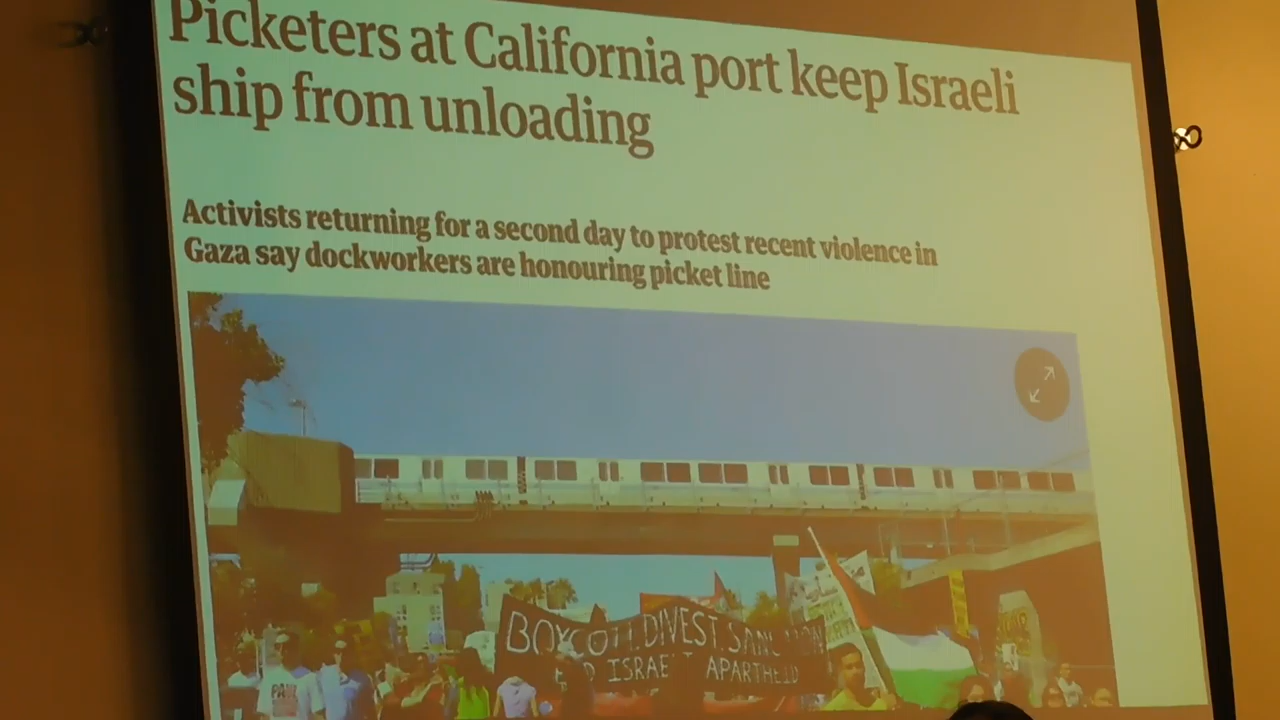 Picketers at California port keep Israeli
ship from unloading
Activists returning for a second day to protest recent violence in
Gaza say dockworkers are honouring picket line
BOYCOTT DIVEST SANCTION
ISRAEL APARTHEID